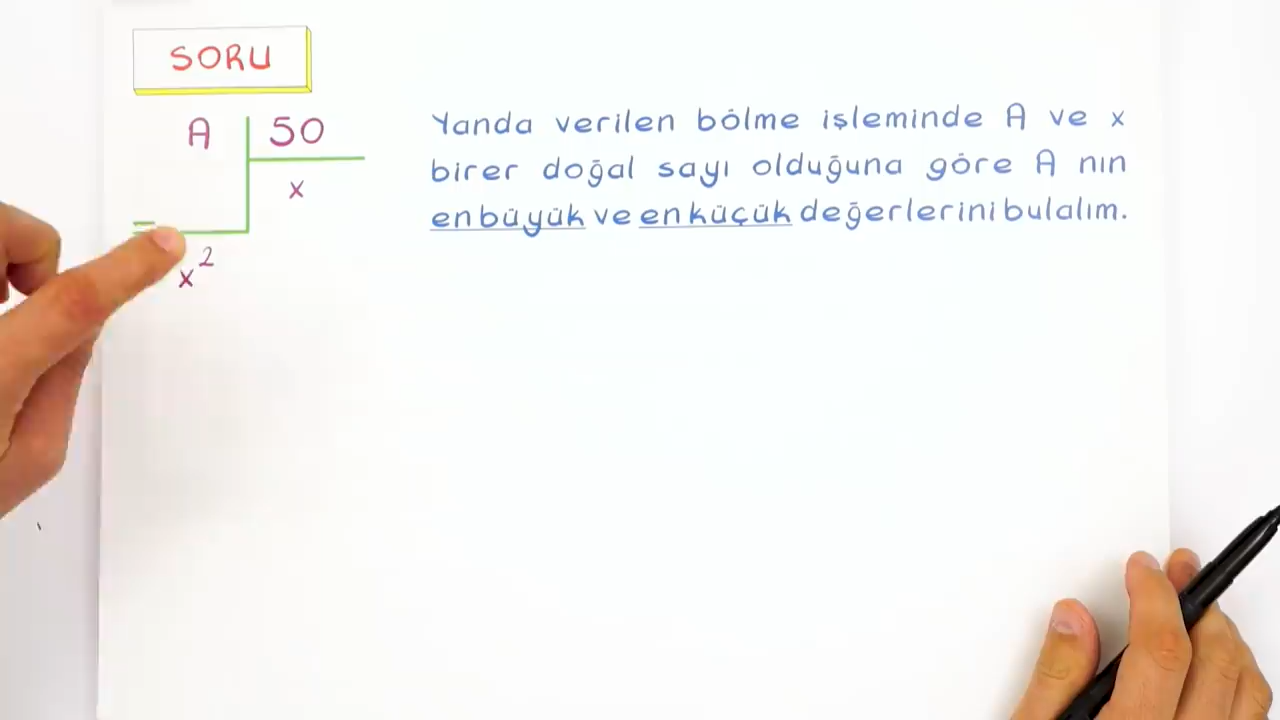 SORU
A 50
x
x²
Yanda verilen bölme işleminde A ve x
birer doğal sayı olduğuna göre A nın
en büyük ve en küçük değerlerini bulalım.